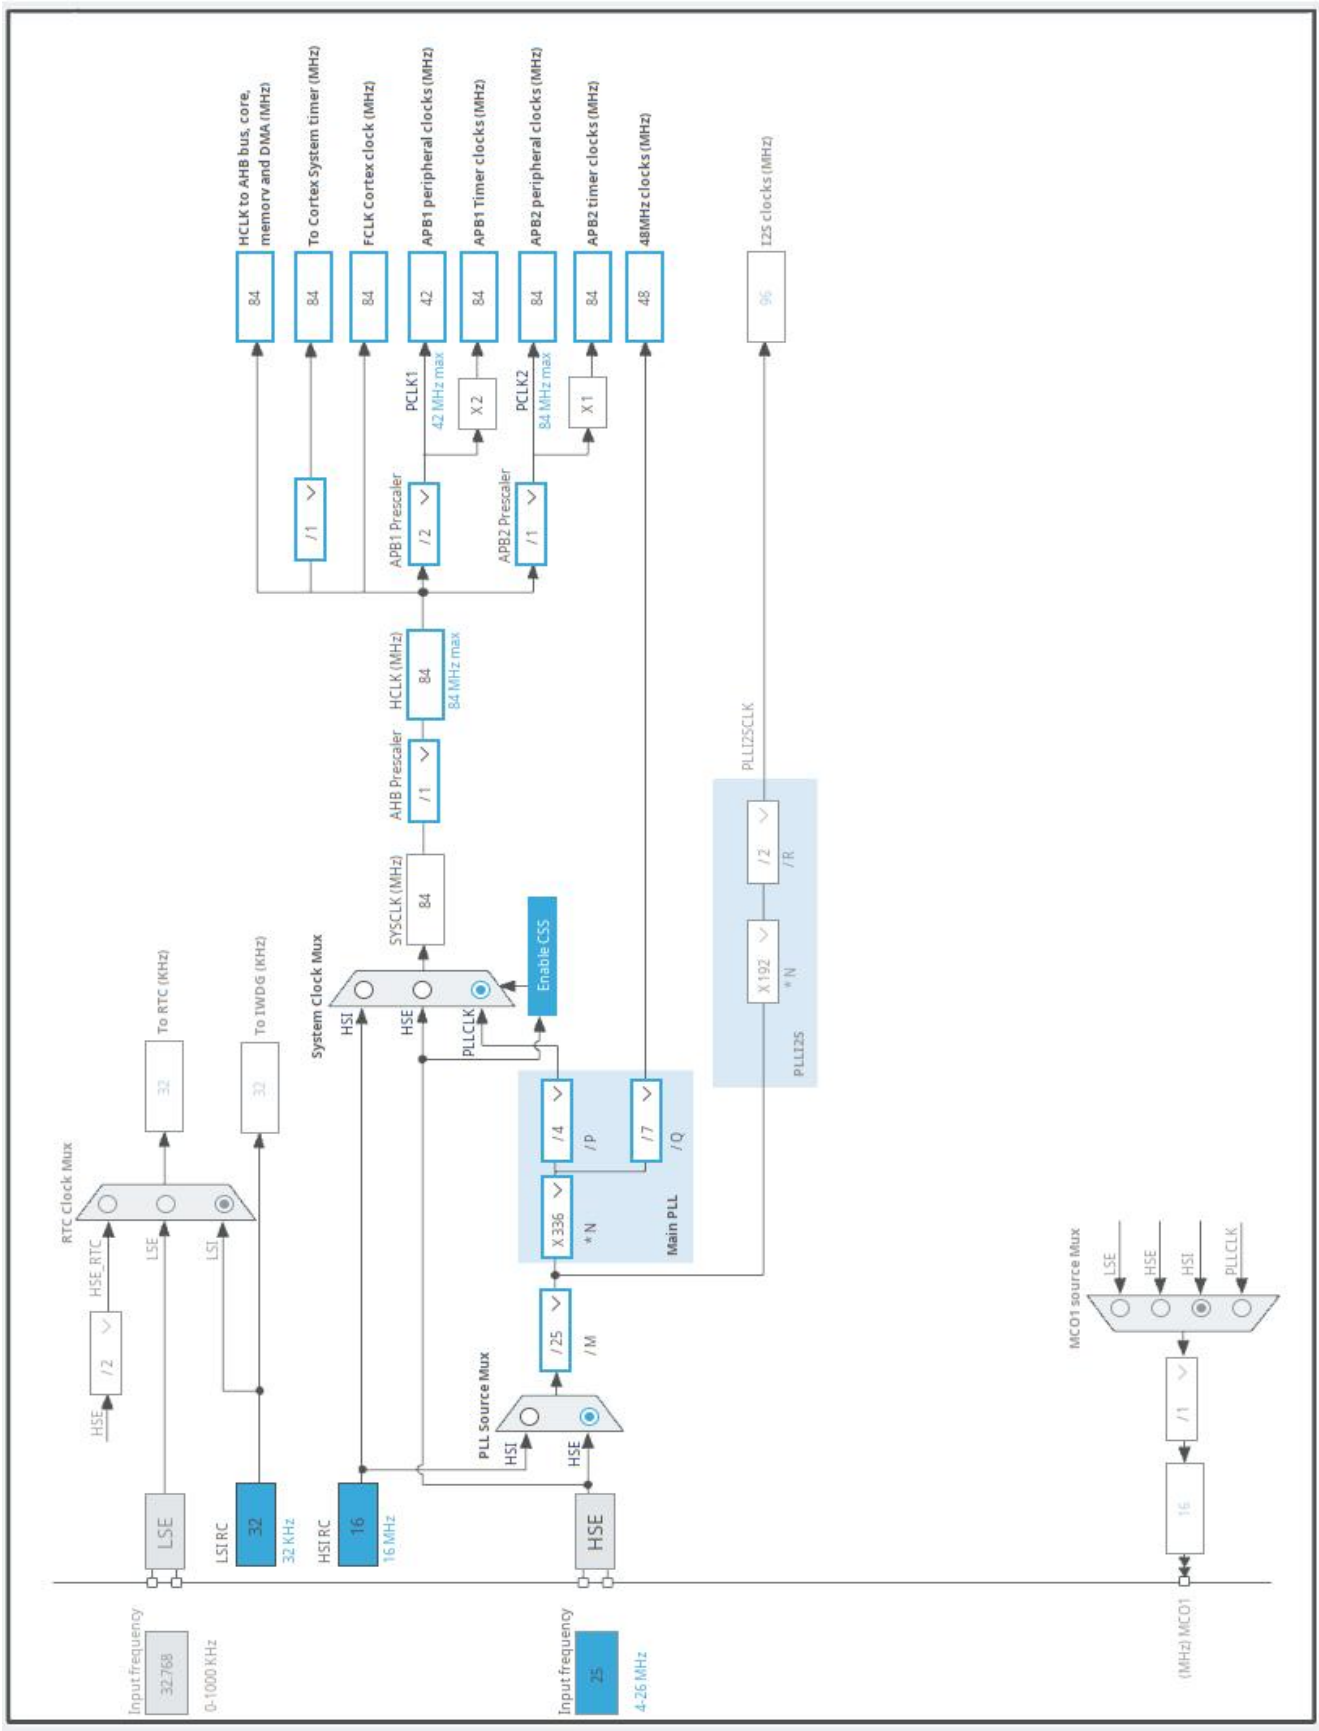 Input frequency
32.768
0-1000 KHz
LSE
HSE
/ 2
HSE_RTC
LSE
LSI
RTC Clock Mux
32
To RTC (KHz)
LSI RC
32
32 KHz
32
To IWDG (KHz)
HSI RC
16
16 MHz
Input frequency
25
4-26 MHz
HSE
PLL Source Mux
HSI
HSE
/ 25
/ M
X 336
* N
/ 4
/ P
/ 7
/ Q
Main PLL
System Clock Mux
HSI
HSE
PLLCLK
Enable CSS
SYSCLK (MHz)
84
AHB Prescaler
/ 1
HCLK (MHz)
84
84 MHz max
/ 1
APB1 Prescaler
/ 2
PCLK1
42 MHz max
X 2
APB2 Prescaler
/ 1
PCLK2
84 MHz max
X 1
84
HCLK to AHB bus, core,
memory and DMA (MHz)
84
To Cortex System timer (MHz)
84
FCLK Cortex clock (MHz)
42
APB1 peripheral clocks (MHz)
84
APB1 Timer clocks (MHz)
84
APB2 peripheral clocks (MHz)
84
APB2 timer clocks (MHz)
48
48MHz clocks (MHz)
PLLI2S
X 192
* N
/ 2
/ R
PLLI2SCLK
96
I2S clocks (MHz)
MCO1 source Mux
LSE
HSE
HSI
PLLCLK
/ 1
16
(MHz) MCO1